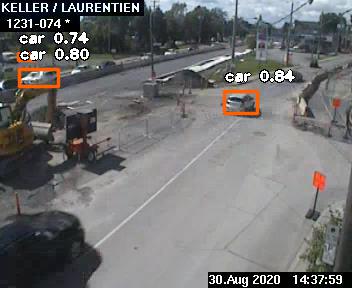 KELLER / LAURENTIEN
1231-074 *
car 0.74
car 0.80
car 0.84
30.Aug 2020 14:37:59